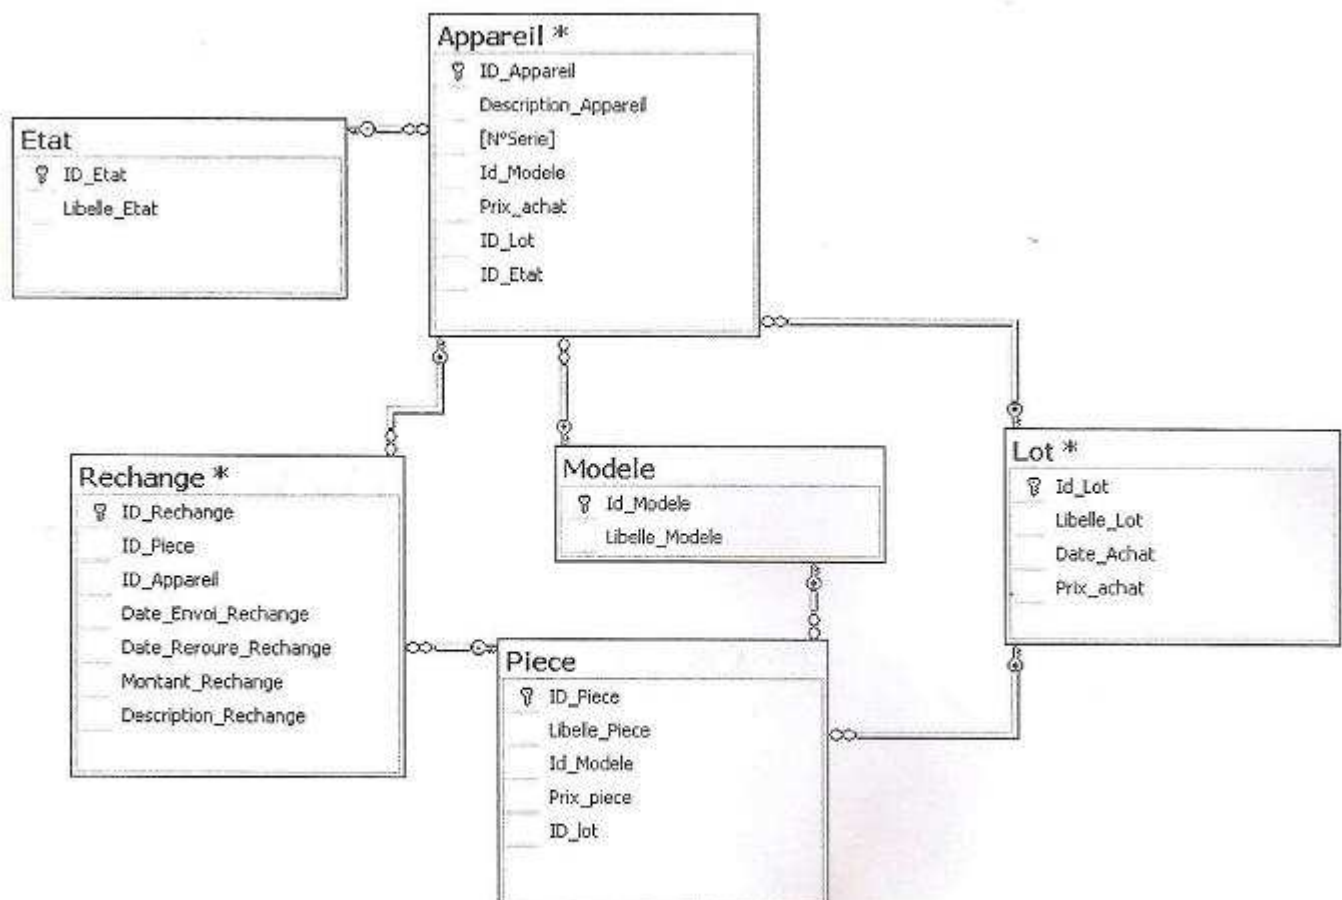 Appareil *
ID_Appareil
Description_Appareil
[N°Serie]
Id_Modele
Prix_achat
ID_Lot
ID_Etat
Etat
ID_Etat
Libelle_Etat
Rechange *
ID_Rechange
ID_Piece
ID_Appareil
Date_Envoi_Rechange
Date_Reroure_Rechange
Montant_Rechange
Description_Rechange
Modele
Id_Modele
Libelle_Modele
Lot *
Id_Lot
Libelle_Lot
Date_Achat
Prix_achat
Piece
ID_Piece
Libelle_Piece
Id_Modele
Prix_piece
ID_lot